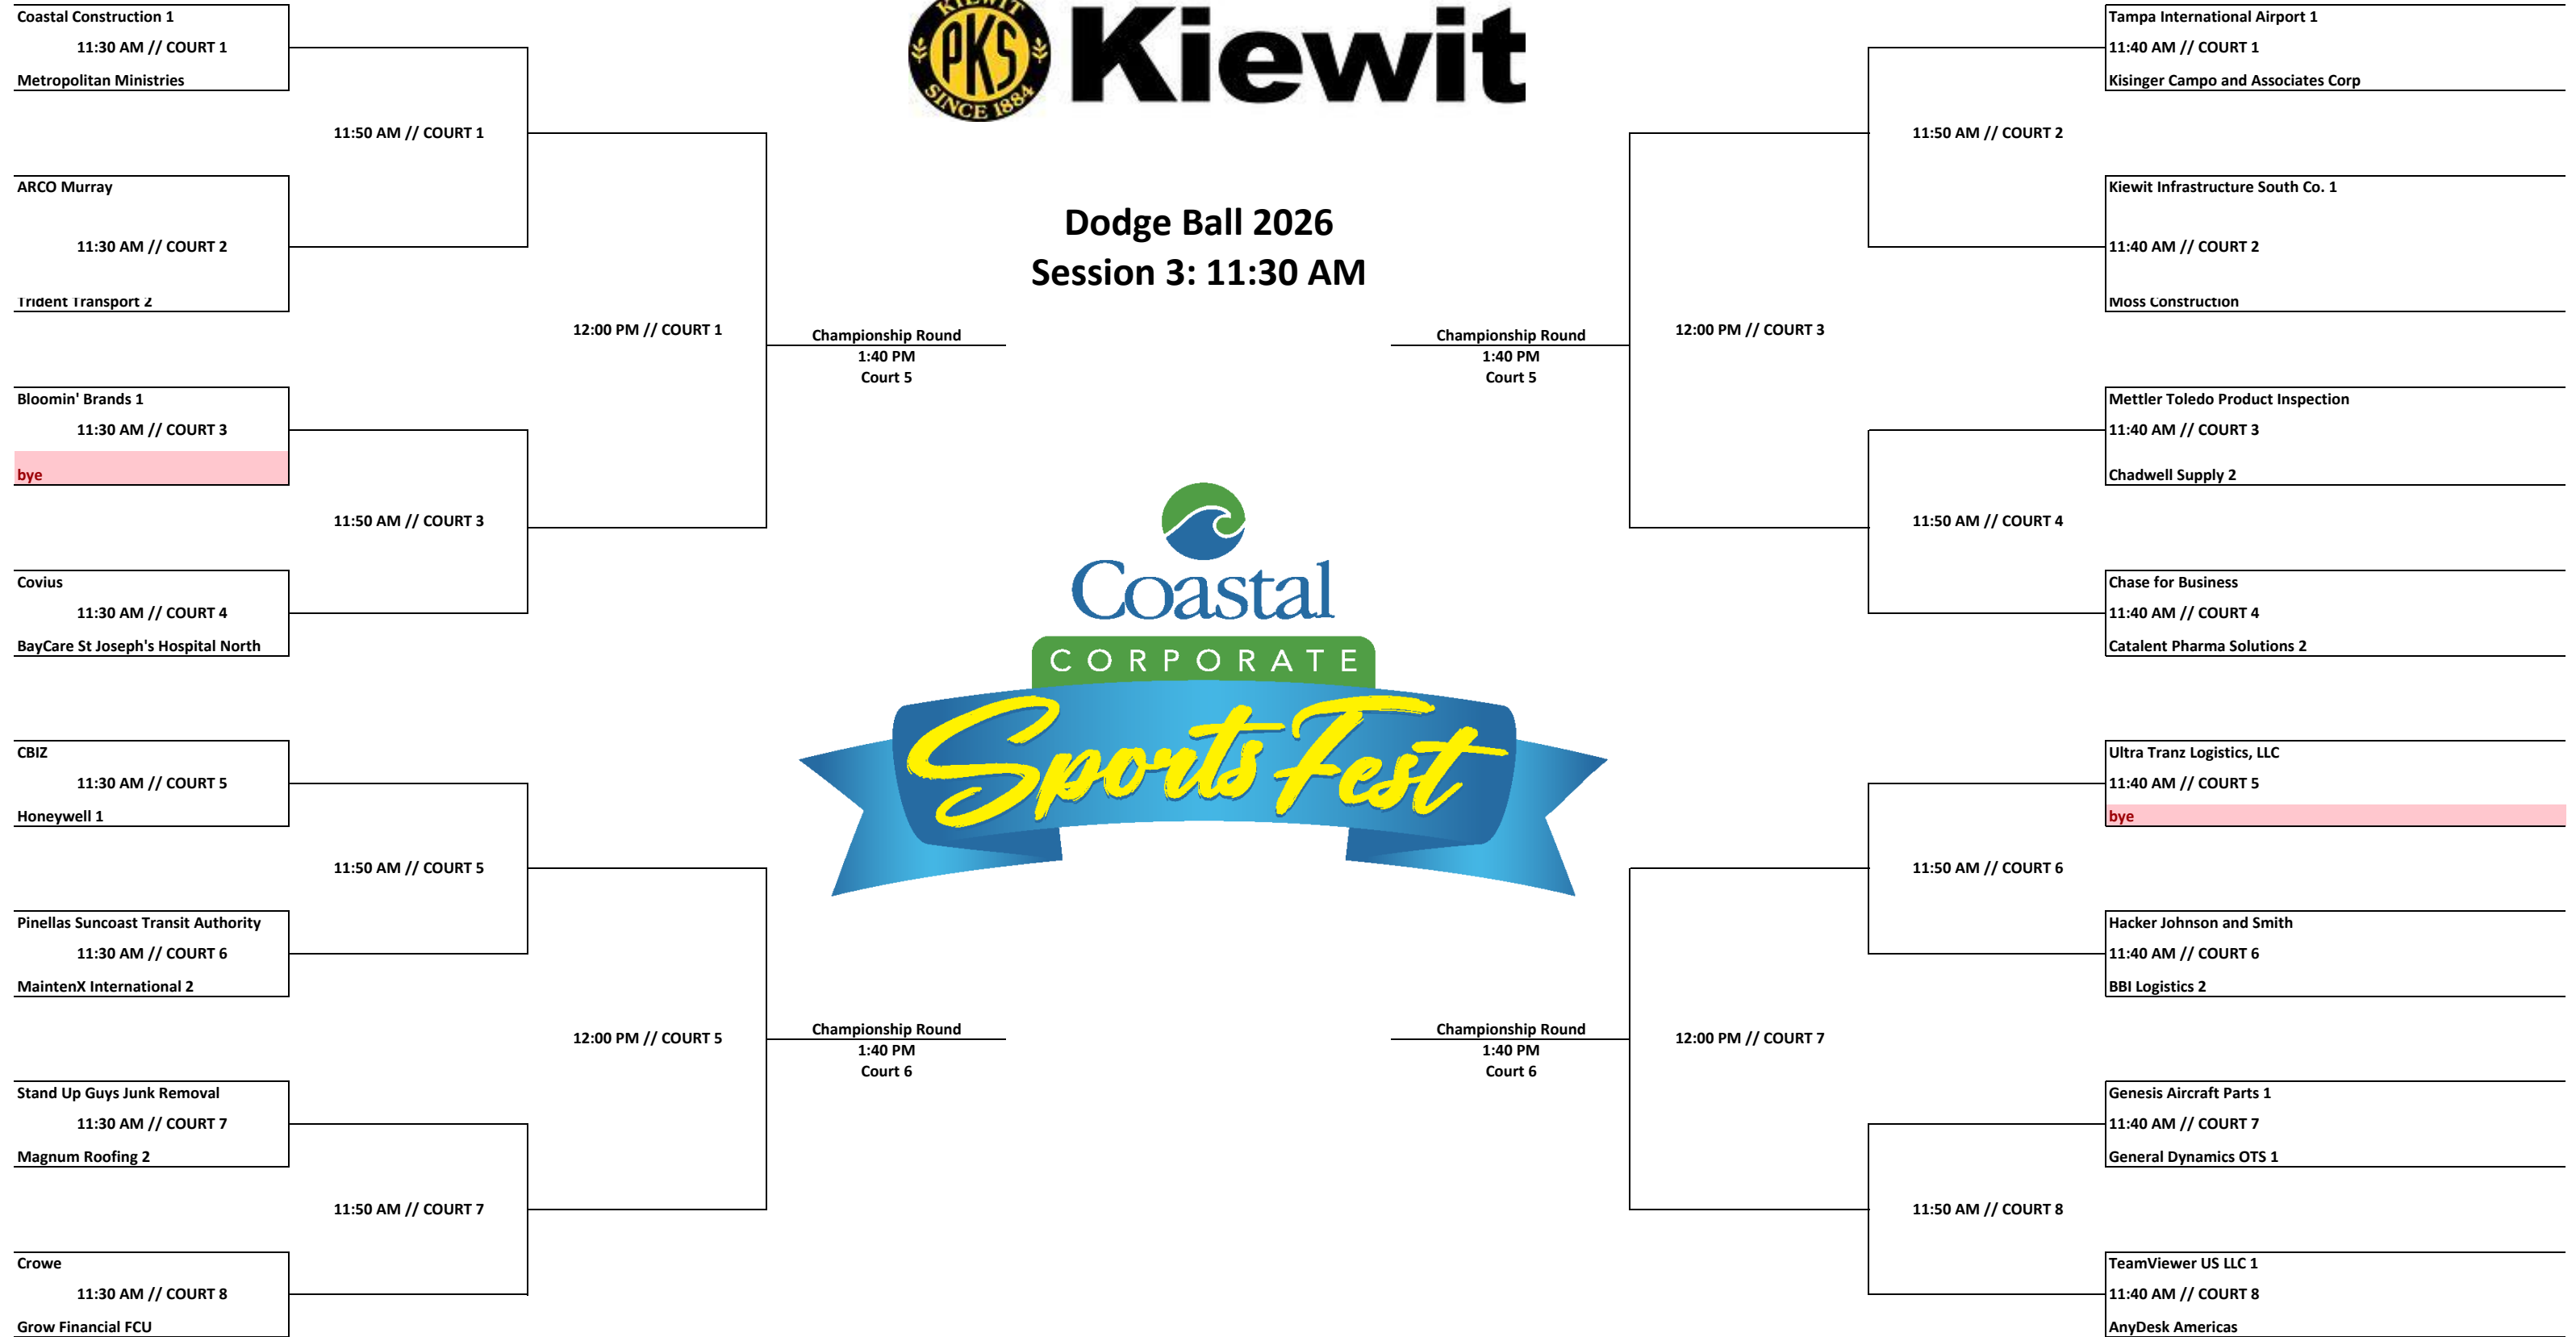 KIEWIT
PKS
SINCE 1884
Kiewit
Dodge Ball 2026
Session 3: 11:30 AM
Coastal Construction 1
11:30 AM // COURT 1
Metropolitan Ministries
11:50 AM // COURT 1
ARCO Murray
11:30 AM // COURT 2
Trident Transport 2
12:00 PM // COURT 1
Championship Round
1:40 PM
Court 5
Bloomin' Brands 1
11:30 AM // COURT 3
bye
11:50 AM // COURT 3
Covius
11:30 AM // COURT 4
BayCare St Joseph's Hospital North
CBIZ
11:30 AM // COURT 5
Honeywell 1
11:50 AM // COURT 5
Pinellas Suncoast Transit Authority
11:30 AM // COURT 6
MaintenX International 2
12:00 PM // COURT 5
Championship Round
1:40 PM
Court 6
Stand Up Guys Junk Removal
11:30 AM // COURT 7
Magnum Roofing 2
11:50 AM // COURT 7
Crowe
11:30 AM // COURT 8
Grow Financial FCU
Coastal
CORPORATE
Sports Fest
Tampa International Airport 1
11:40 AM // COURT 1
Kisinger Campo and Associates Corp
11:50 AM // COURT 2
Kiewit Infrastructure South Co. 1
11:40 AM // COURT 2
Moss Construction
12:00 PM // COURT 3
Championship Round
1:40 PM
Court 5
Mettler Toledo Product Inspection
11:40 AM // COURT 3
Chadwell Supply 2
11:50 AM // COURT 4
Chase for Business
11:40 AM // COURT 4
Catalent Pharma Solutions 2
Ultra Tranz Logistics, LLC
11:40 AM // COURT 5
bye
11:50 AM // COURT 6
Hacker Johnson and Smith
11:40 AM // COURT 6
BBI Logistics 2
12:00 PM // COURT 7
Championship Round
1:40 PM
Court 6
Genesis Aircraft Parts 1
11:40 AM // COURT 7
General Dynamics OTS 1
11:50 AM // COURT 8
TeamViewer US LLC 1
11:40 AM // COURT 8
AnyDesk Americas